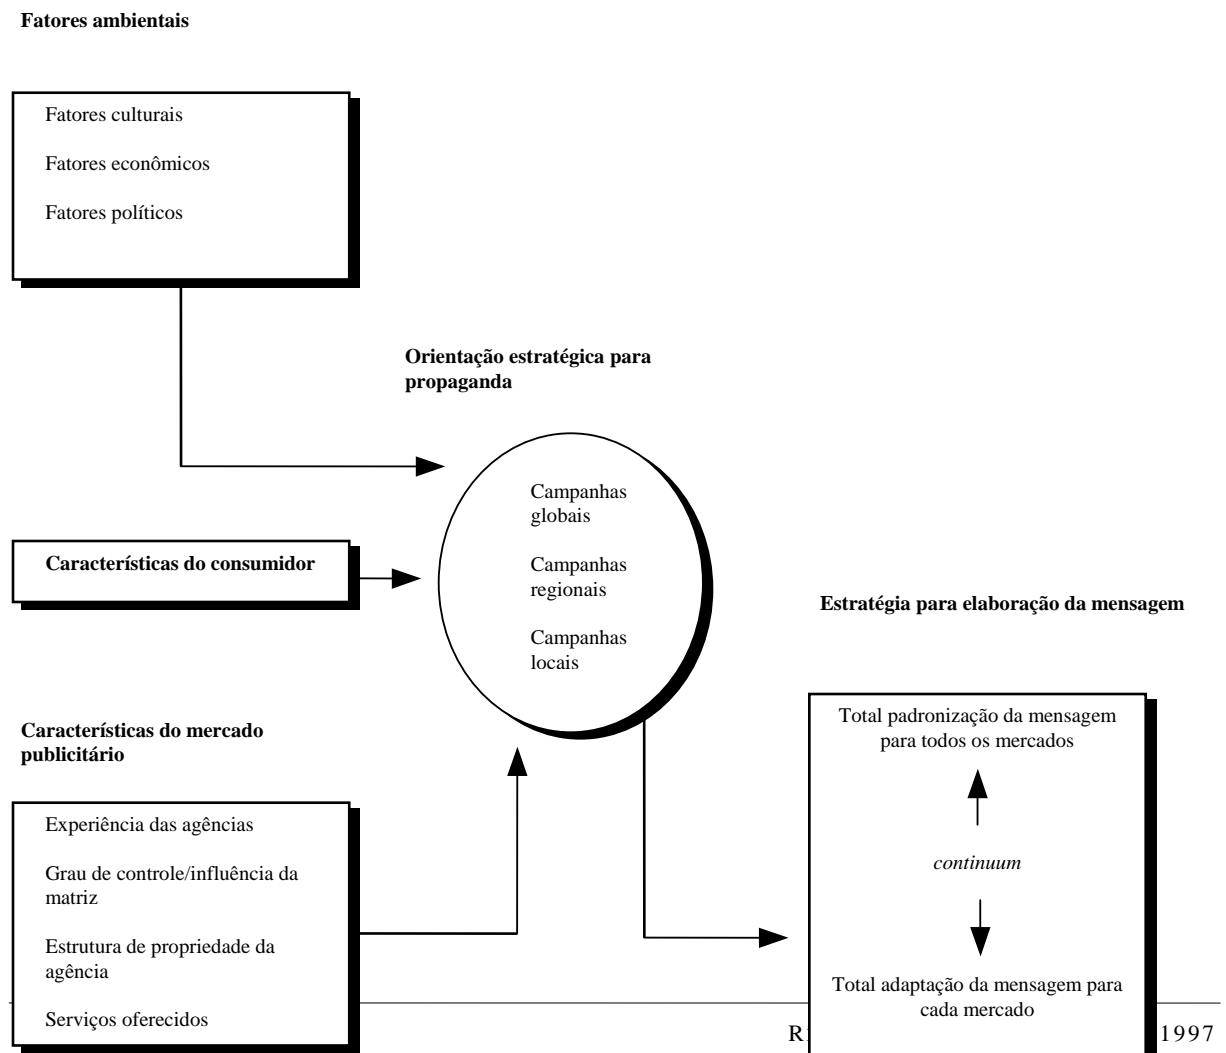 Fatores ambientais
Fatores culturais
Fatores econômicos
Fatores políticos
Orientação estratégica para
propaganda
Campanhas
globais
Campanhas
regionais
Campanhas
locais
Características do consumidor
Estratégia para elaboração da mensagem
Características do mercado
publicitário
Experiência das agências
Grau de controle/influência da
matriz
Estrutura de propriedade da
agência
Serviços oferecidos
Total padronização da mensagem
para todos os mercados
continuum
Total adaptação da mensagem para
cada mercado
1997